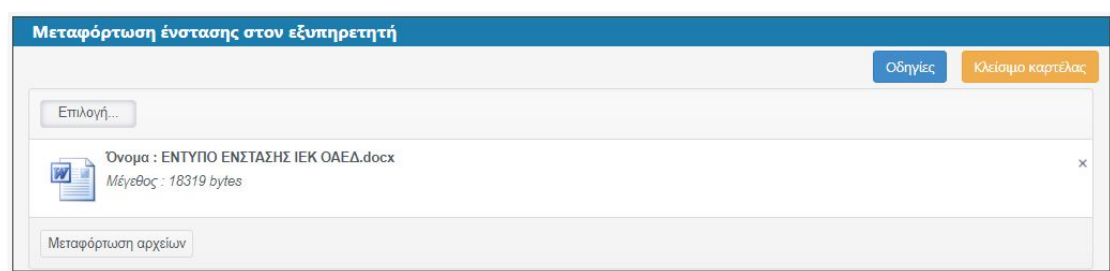 Μεταφόρτωση ένστασης στον εξυπηρετητή
Οδηγίες Κλείσιμο καρτέλας
Επιλογή...
Όνομα : ΕΝΤΥΠΟ ΕΝΣΤΑΣΗΣ ΙΕΚ ΟΑΕΔ.docx
Μέγεθος : 18319 bytes
Μεταφόρτωση αρχείων